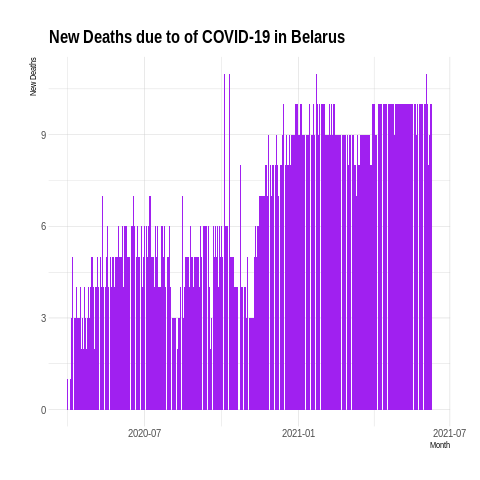 New Deaths due to of COVID-19 in Belarus
New Deaths
9
6
3
0
2020-07
2021-01
2021-07
Month